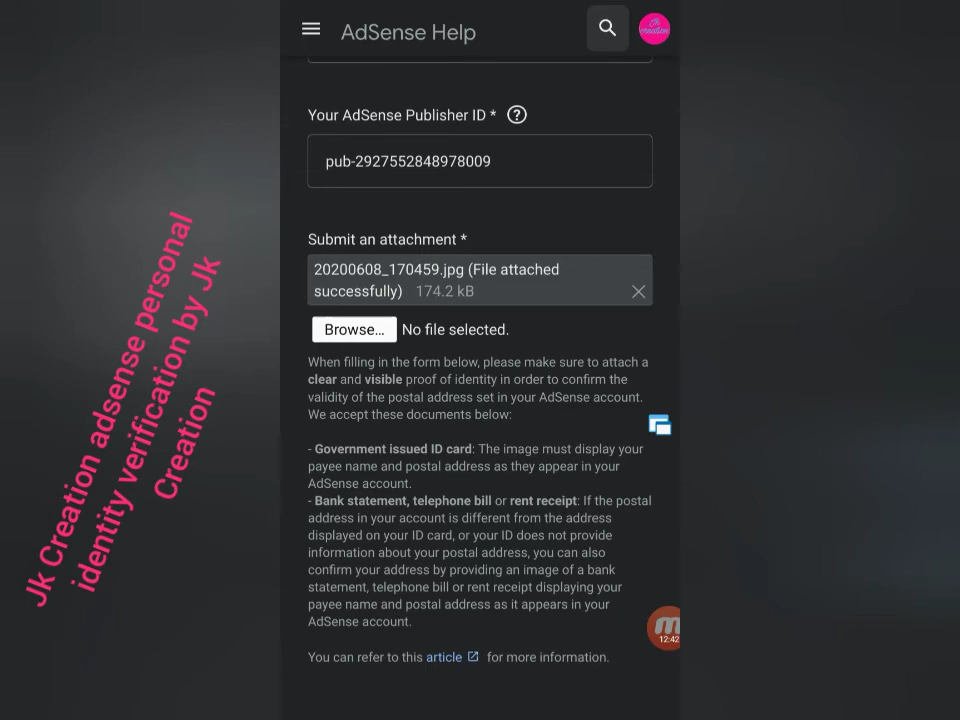 AdSense Help
Your AdSense Publisher ID * ?
pub-2927552848978009
Submit an attachment *
20200608_170459.jpg (File attached
successfully) 174.2 kB
Browse... No file selected.
When filling in the form below, please make sure to attach a
clear and visible proof of identity in order to confirm the
validity of the postal address set in your AdSense account.
We accept these documents below:
- Government issued ID card: The image must display your
payee name and postal address as they appear in your
AdSense account.
- Bank statement, telephone bill or rent receipt: If the postal
address in your account is different from the address
displayed on your ID card, or your ID does not provide
information about your postal address, you can also
confirm your address by providing an image of a bank
statement, telephone bill or rent receipt displaying your
payee name and postal address as it appears in your
AdSense account.
You can refer to this article for more information.
12:42
Jk Creation adsense personal
identity verification by Jk
Creation